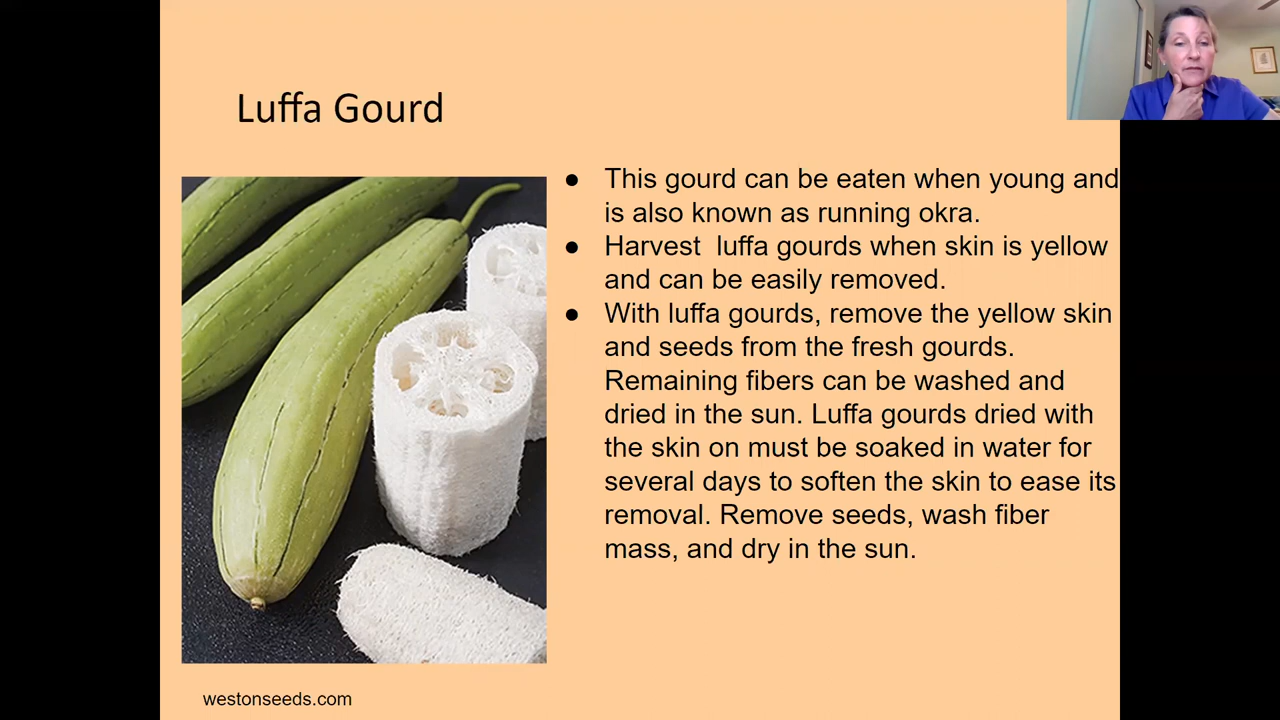 Luffa Gourd
● This gourd can be eaten when young and
is also known as running okra.
● Harvest  luffa gourds when skin is yellow
and can be easily removed.
● With luffa gourds, remove the yellow skin
and seeds from the fresh gourds.
Remaining fibers can be washed and
dried in the sun. Luffa gourds dried with
the skin on must be soaked in water for
several days to soften the skin to ease its
removal. Remove seeds, wash fiber
mass, and dry in the sun.
westonseeds.com